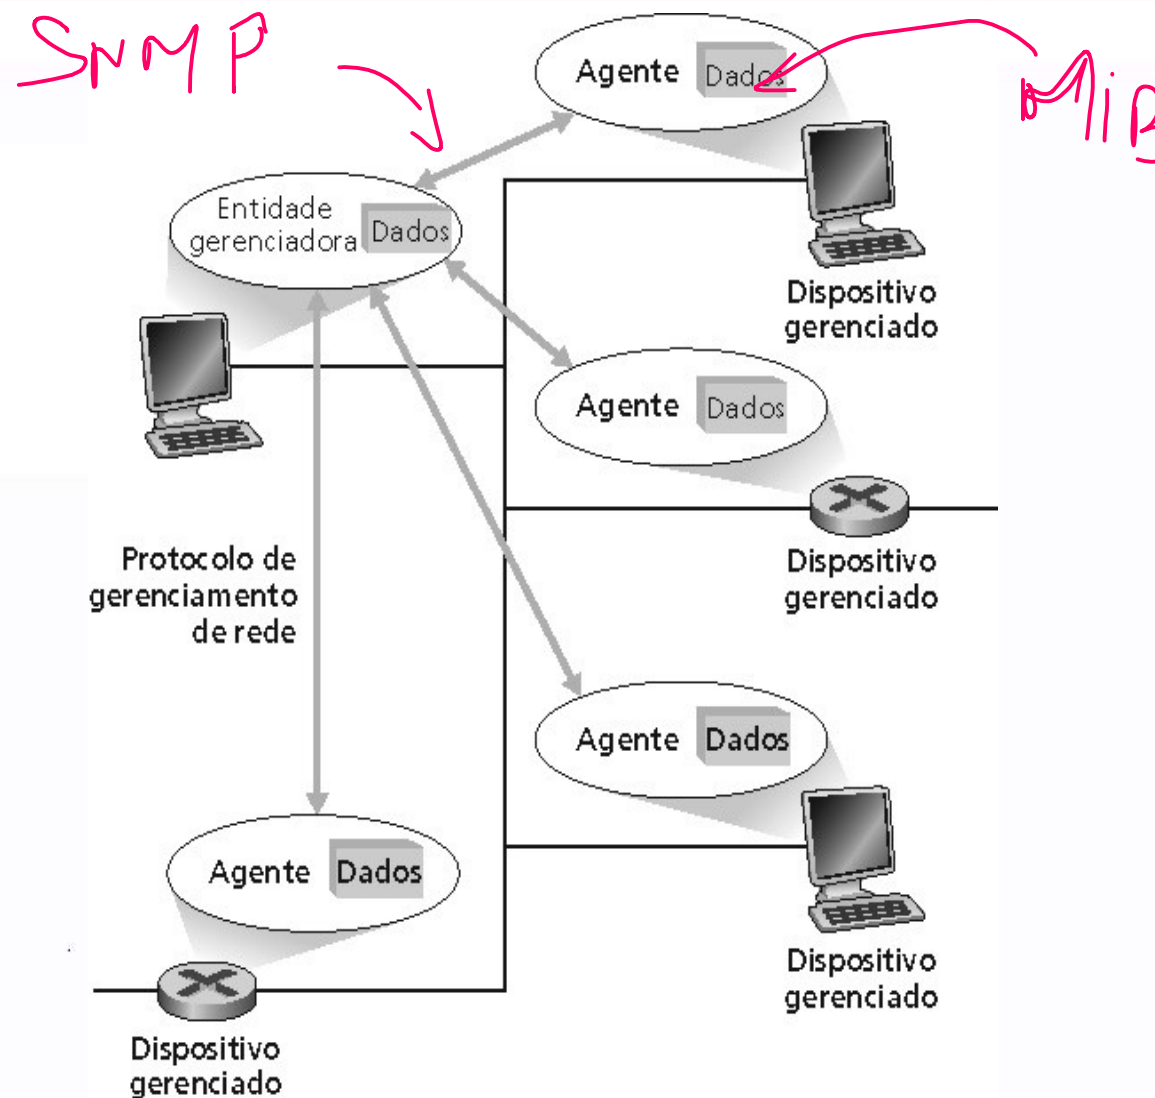 SNMP
Agente Dados
MiB
Entidade
gerenciadora Dados
Dispositivo
gerenciado
Agente Dados
Protocolo de
gerenciamento
de rede
Dispositivo
gerenciado
Agente Dados
Agente Dados
Dispositivo
gerenciado
Dispositivo
gerenciado